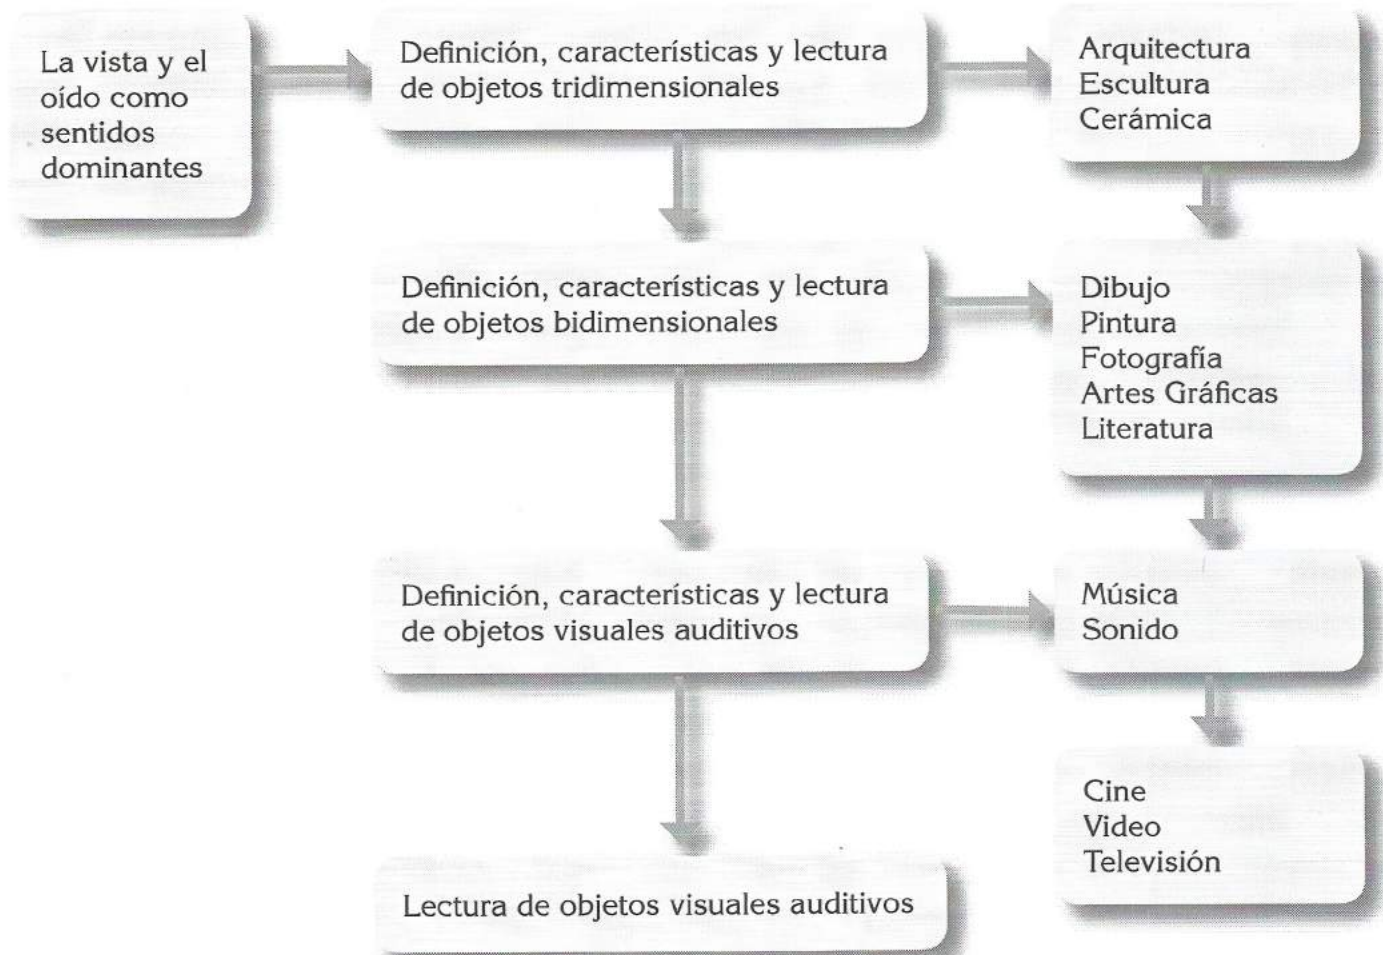 La vista y el
oído como
sentidos
dominantes
Definición, características y lectura
de objetos tridimensionales
Arquitectura
Escultura
Cerámica
Definición, características y lectura
de objetos bidimensionales
Dibujo
Pintura
Fotografía
Artes Gráficas
Literatura
Definición, características y lectura
de objetos visuales auditivos
Música
Sonido
Cine
Video
Televisión
Lectura de objetos visuales auditivos